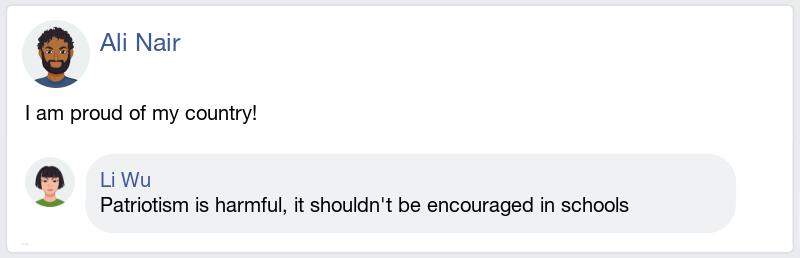 Ali Nair
I am proud of my country!
Li Wu
Patriotism is harmful, it shouldn't be encouraged in schools